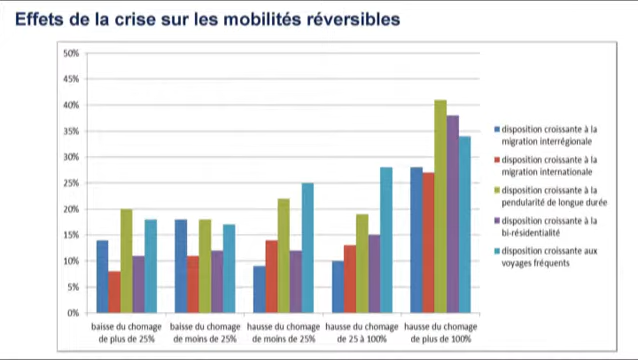 Effets de la crise sur les mobilités réversibles
50%
45%
40%
35%
30%
25%
20%
15%
10%
5%
0%
baisse du chomage
de plus de 25%
baisse du chomage
de moins de 25%
hausse du chomage
de moins de 25%
hausse du chomage
de 25 à 100%
hausse du chomage
de plus de 100%
disposition croissante à la
migration interrégionale
disposition croissante à la
migration internationale
disposition croissante à la
pendularité de longue durée
disposition croissante à la
bi-résidentialité
disposition croissante aux
voyages fréquents